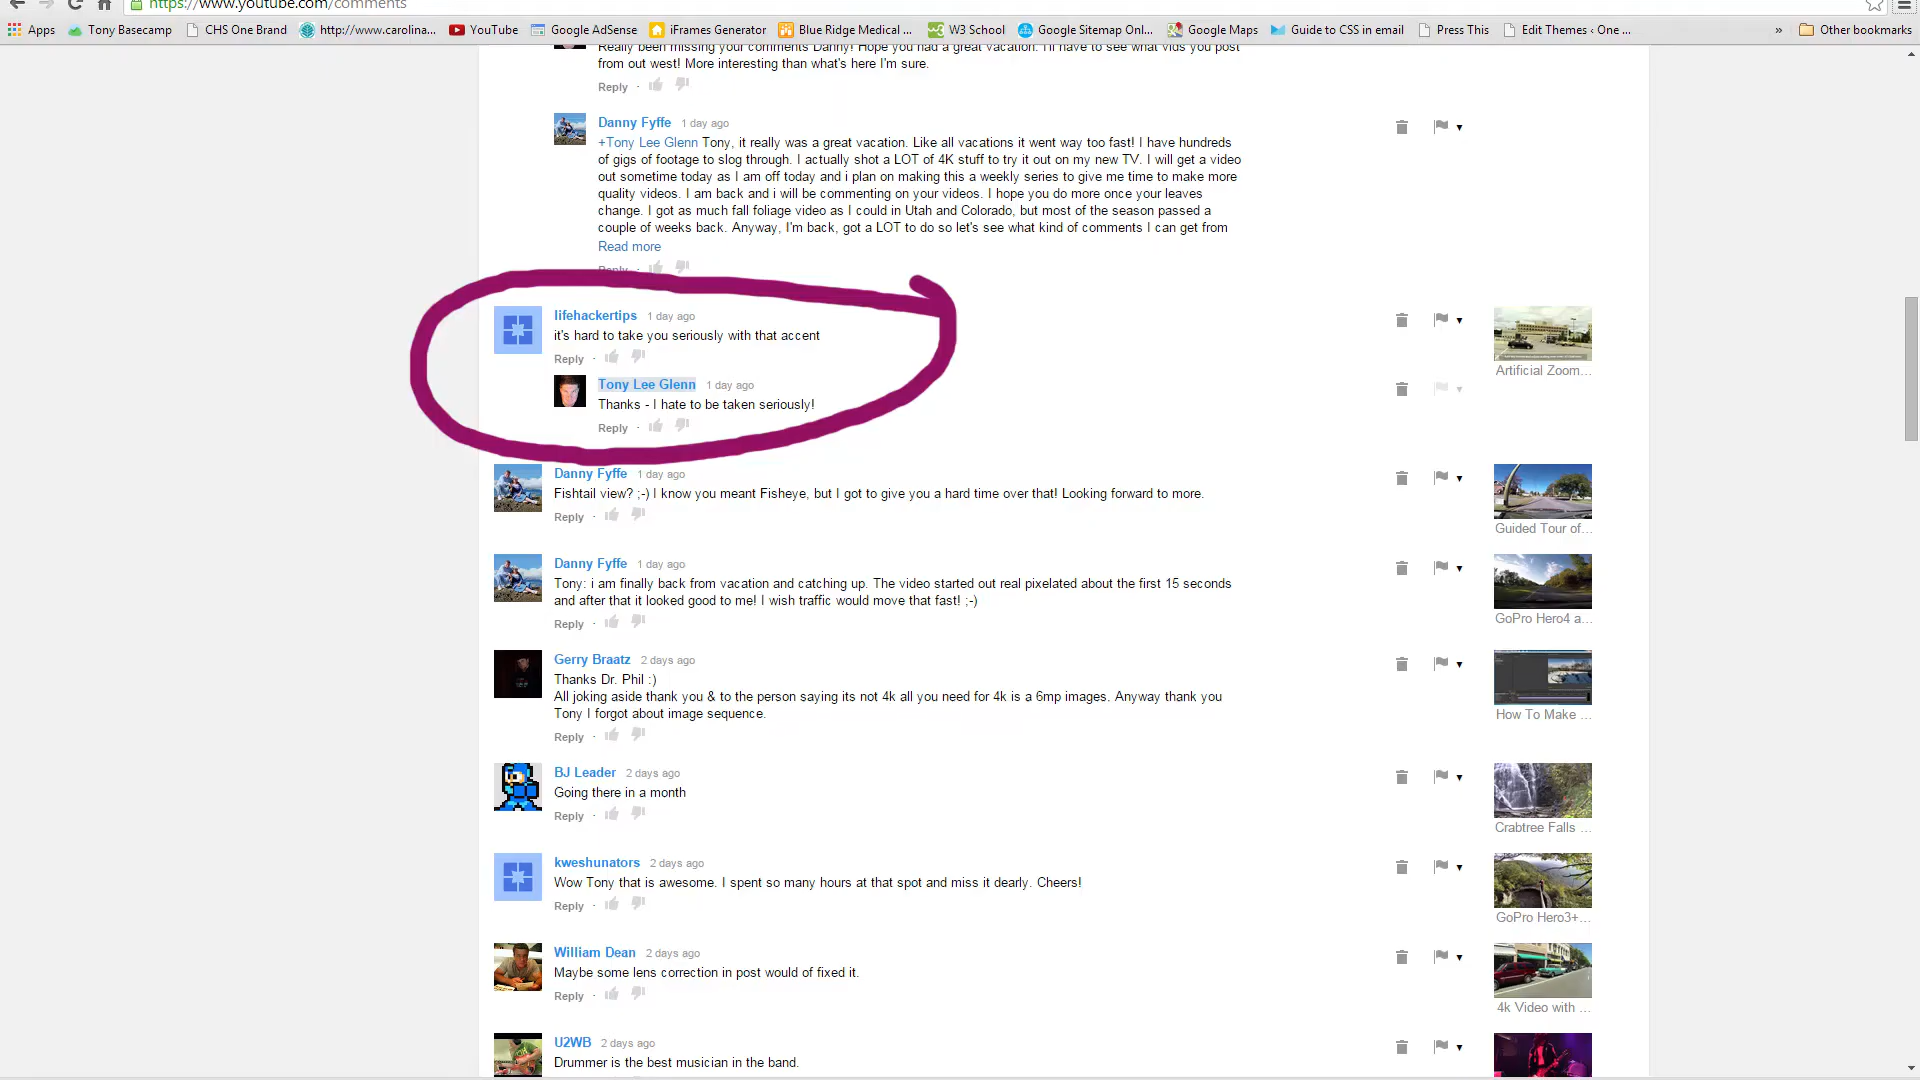 https://www.youtube.com/comments
Apps Tony Basecamp CHS One Brand http://www.carolina... YouTube Google AdSense iFrames Generator Blue Ridge Medical ... W3 School Google Sitemap Onl... Google Maps Guide to CSS in email Press This Edit Themes ‹ One ... » Other bookmarks
Really been missing your comments Danny! Hope you had a great vacation. I'll have to see what vids you post
from out west! More interesting than what's here I'm sure.
Reply ·
Danny Fyffe 1 day ago
+Tony Lee Glenn Tony, it really was a great vacation. Like all vacations it went way too fast! I have hundreds
of gigs of footage to slog through. I actually shot a LOT of 4K stuff to try it out on my new TV. I will get a video
out sometime today as I am off today and i plan on making this a weekly series to give me time to make more
quality videos. I am back and i will be commenting on your videos. I hope you do more once your leaves
change. I got as much fall foliage video as I could in Utah and Colorado, but most of the season passed a
couple of weeks back. Anyway, I'm back, got a LOT to do so let's see what kind of comments I can get from
Read more
Reply ·
lifehackertips 1 day ago
it's hard to take you seriously with that accent
Reply ·
Artificial Zoom...
Tony Lee Glenn 1 day ago
Thanks - I hate to be taken seriously!
Reply ·
Danny Fyffe 1 day ago
Fishtail view? ;-) I know you meant Fisheye, but I got to give you a hard time over that! Looking forward to more.
Reply ·
Guided Tour of...
Danny Fyffe 1 day ago
Tony: i am finally back from vacation and catching up. The video started out real pixelated about the first 15 seconds
and after that it looked good to me! I wish traffic would move that fast! ;-)
Reply ·
GoPro Hero4 a...
Gerry Braatz 2 days ago
Thanks Dr. Phil :)
All joking aside thank you & to the person saying its not 4k all you need for 4k is a 6mp images. Anyway thank you
Tony I forgot about image sequence.
Reply ·
How To Make ...
BJ Leader 2 days ago
Going there in a month
Reply ·
Crabtree Falls ...
kweshunators 2 days ago
Wow Tony that is awesome. I spent so many hours at that spot and miss it dearly. Cheers!
Reply ·
GoPro Hero3+...
William Dean 2 days ago
Maybe some lens correction in post would of fixed it.
Reply ·
4k Video with ...
U2WB 2 days ago
Drummer is the best musician in the band.